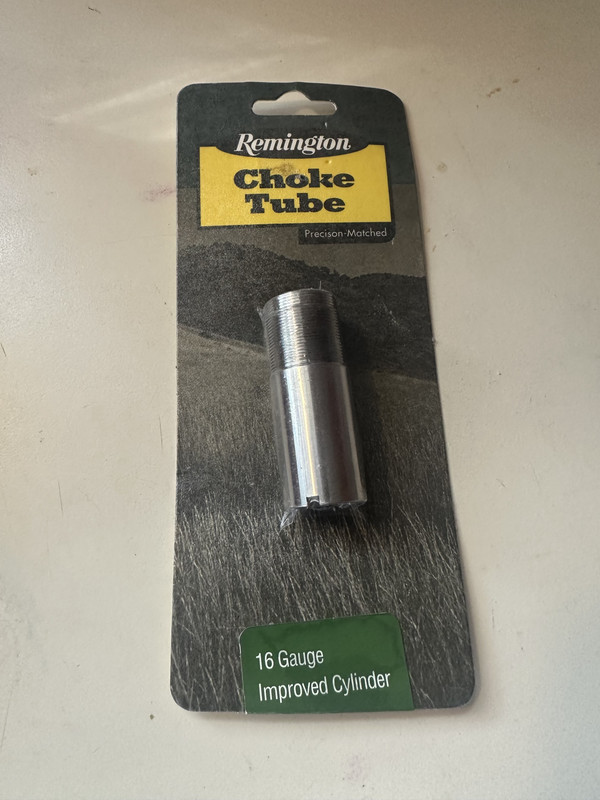 Remington
Choke
Tube
Precison-Matched
16 Gauge
Improved Cylinder